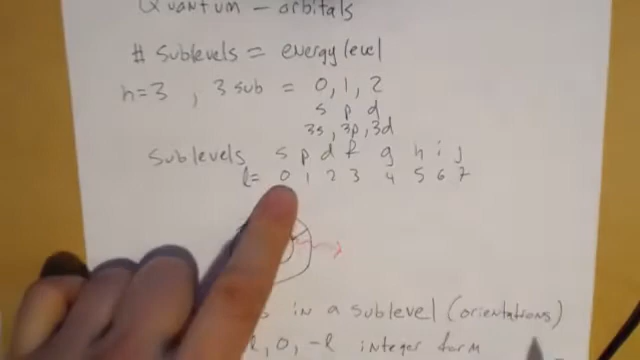 Quantum - orbitals
# sublevels = energy level
n=3 , 3 sub = 0, 1, 2
s p d
3s, 3p, 3d
Sublevels s p d f g h i j
l= 0 1 2 3 4 5 6 7
in a sublevel (orientations)
l, 0, -l integer form